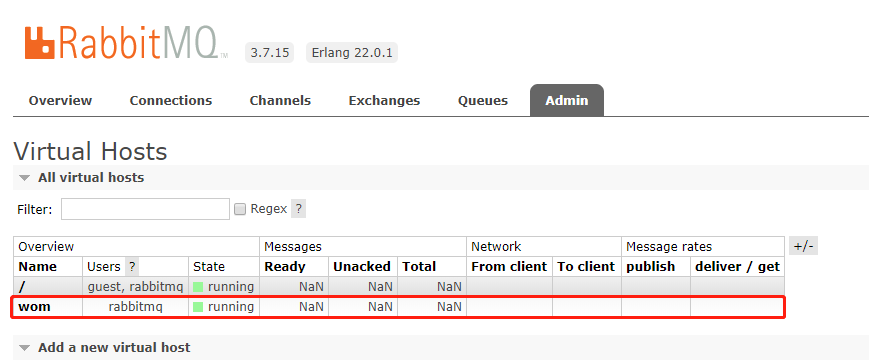 RabbitMQ™ 3.7.15 Erlang 22.0.1
Overview Connections Channels Exchanges Queues Admin
Virtual Hosts
All virtual hosts
Filter: Regex ?
Overview Messages Network Message rates +/-
Name Users ? State Ready Unacked Total From client To client publish deliver / get
/ guest, rabbitmq running NaN NaN NaN
wom rabbitmq running NaN NaN NaN
Add a new virtual host